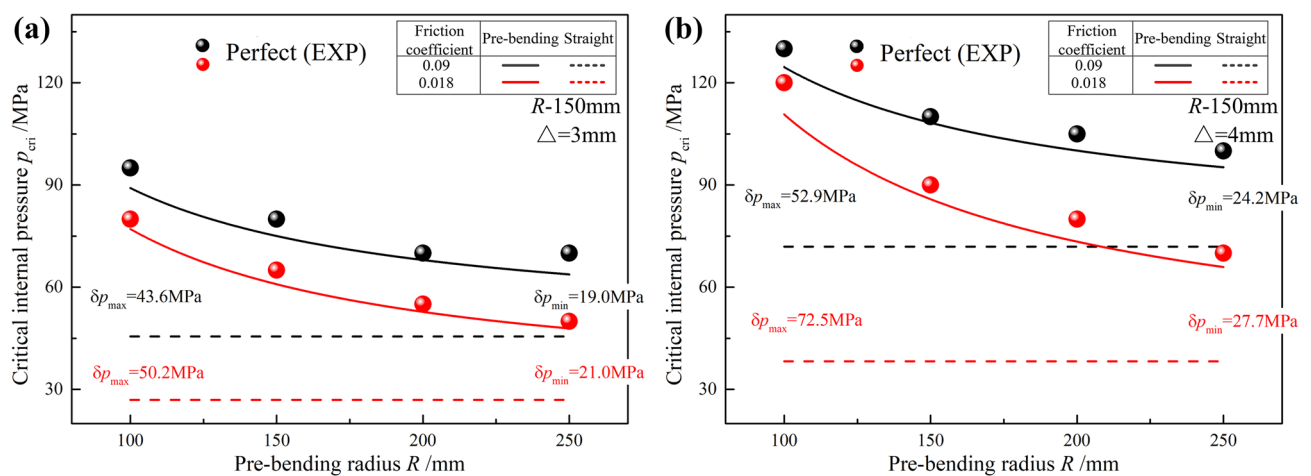 (a)
Perfect (EXP)
Friction coefficient Pre-bending Straight
0.09
0.018
R-150mm
△=3mm
Critical internal pressure pcri /MPa
120
90
60
30
δpmax=43.6MPa
δpmin=19.0MPa
δpmax=50.2MPa
δpmin=21.0MPa
100 150 200 250
Pre-bending radius R /mm
(b)
Perfect (EXP)
Friction coefficient Pre-bending Straight
0.09
0.018
R-150mm
△=4mm
Critical internal pressure pcri /MPa
120
90
60
30
δpmax=52.9MPa
δpmin=24.2MPa
δpmax=72.5MPa
δpmin=27.7MPa
100 150 200 250
Pre-bending radius R /mm